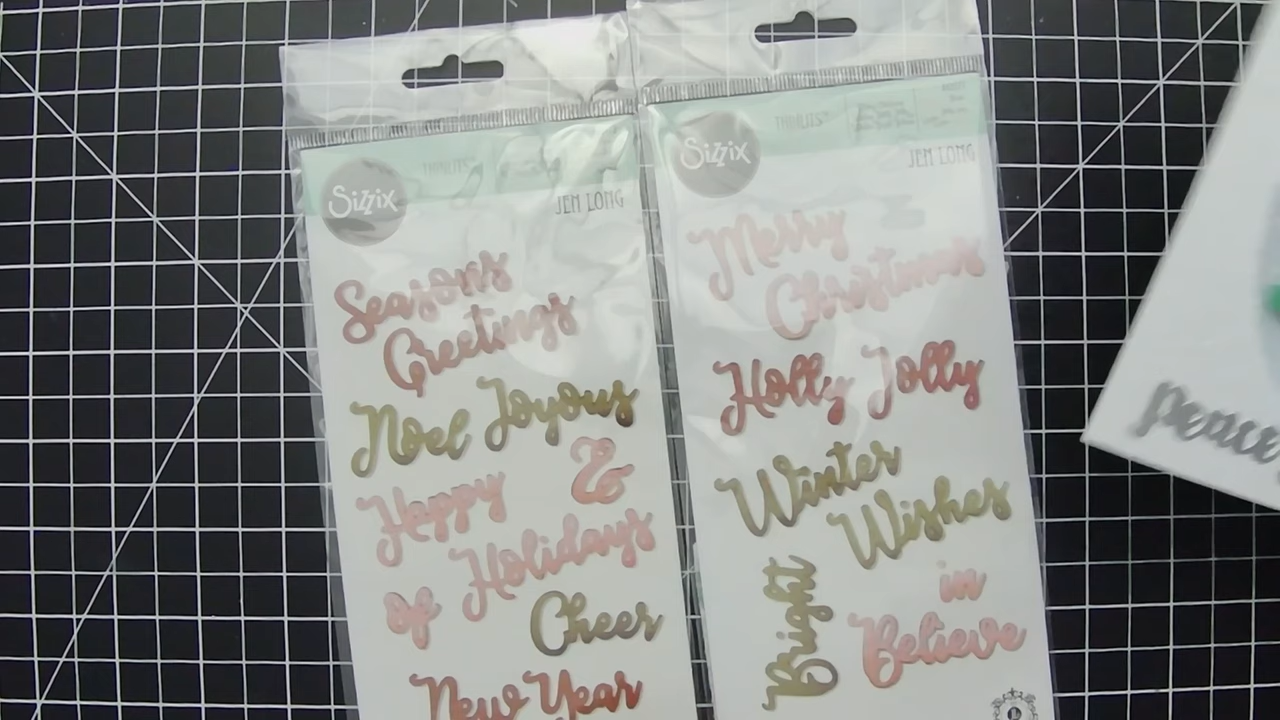 THINLITS
Sizzix
JEN LONG
Seasons
Greetings
Noel Joyous
Happy &
of Holidays
Cheer
New Year
THINLITS
Sizzix
JEN LONG
Merry
Christmas
Holly Jolly
Winter
Wishes
Bright
in
Believe
peace